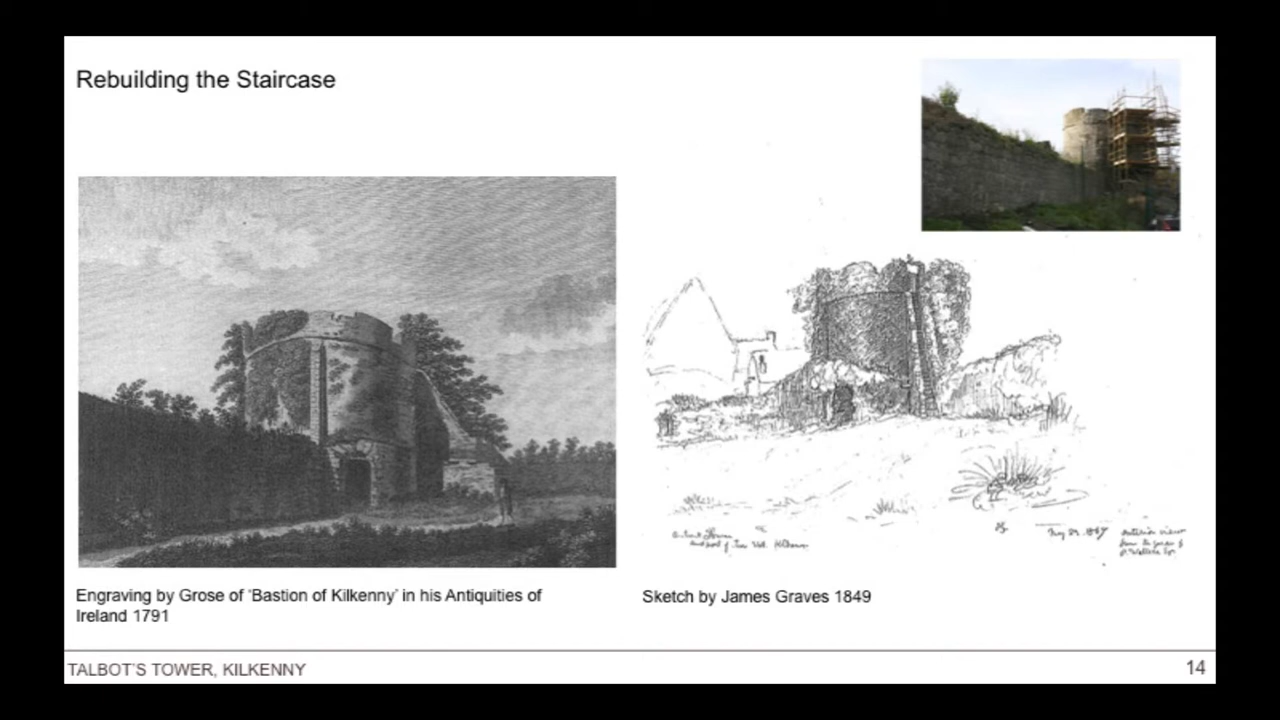 Rebuilding the Staircase
Engraving by Grose of 'Bastion of Kilkenny' in his Antiquities of
Ireland 1791
Sketch by James Graves 1849
TALBOT'S TOWER, KILKENNY
14